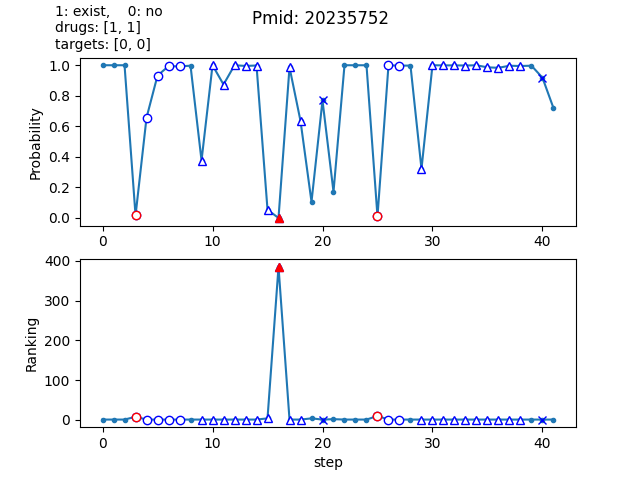 1: exist,    0: no
Pmid: 20235752
drugs: [1, 1]
targets: [0, 0]
1.0
0.8
0.6
0.4
0.2
0.0
Probability
0 10 20 30 40
400
300
200
100
0
Ranking
0 10 20 30 40
step